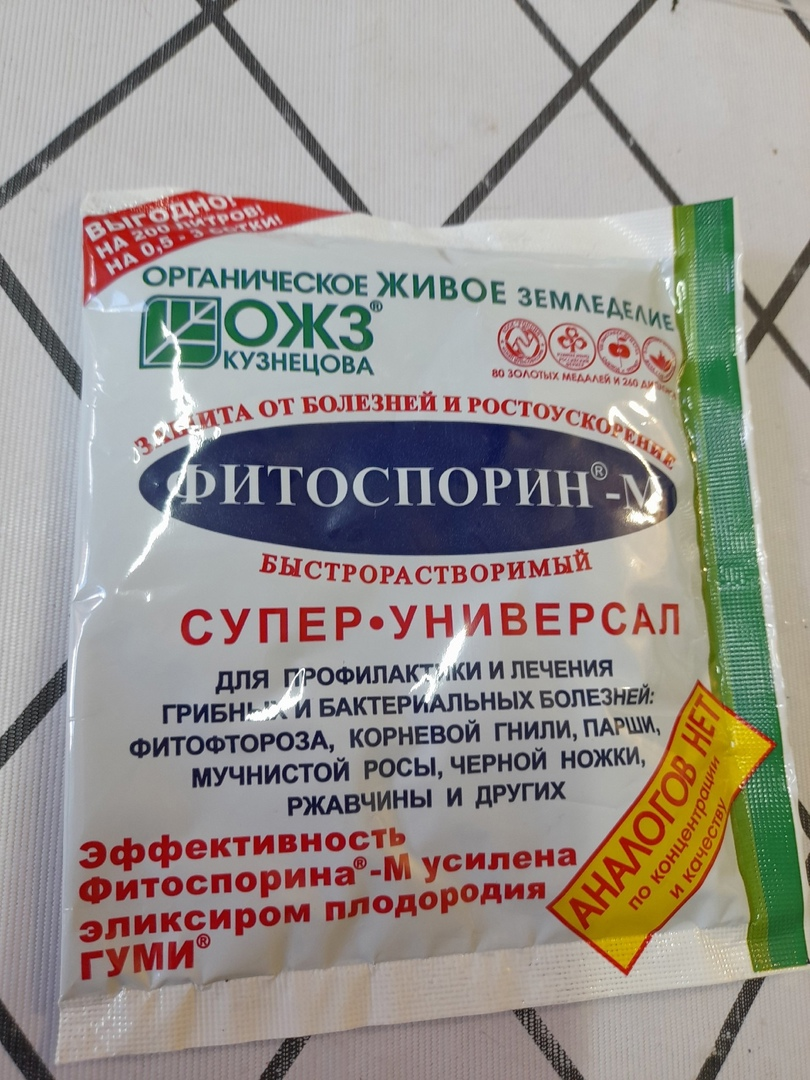 ВЫГОДНО!
НА 200 ЛИТРОВ!
НА 0,5 - 3 СОТКИ!
ОРГАНИЧЕСКОЕ ЖИВОЕ ЗЕМЛЕДЕЛИЕ
ОЖЗ®
КУЗНЕЦОВА
80 ЗОЛОТЫХ МЕДАЛЕЙ И 260
ЗАЩИТА ОТ БОЛЕЗНЕЙ И РОСТОУСКОРЕНИЕ
ФИТОСПОРИН®-М
БЫСТРОРАСТВОРИМЫЙ
СУПЕР•УНИВЕРСАЛ
ДЛЯ ПРОФИЛАКТИКИ И ЛЕЧЕНИЯ
ГРИБНЫХ И БАКТЕРИАЛЬНЫХ БОЛЕЗНЕЙ:
ФИТОФТОРОЗА, КОРНЕВОЙ ГНИЛИ, ПАРШИ,
МУЧНИСТОЙ РОСЫ, ЧЕРНОЙ НОЖКИ,
РЖАВЧИНЫ И ДРУГИХ
Эффективность
Фитоспорина®-М усилена
эликсиром плодородия
ГУМИ®
АНАЛОГОВ НЕТ
по концентрации
и качеству